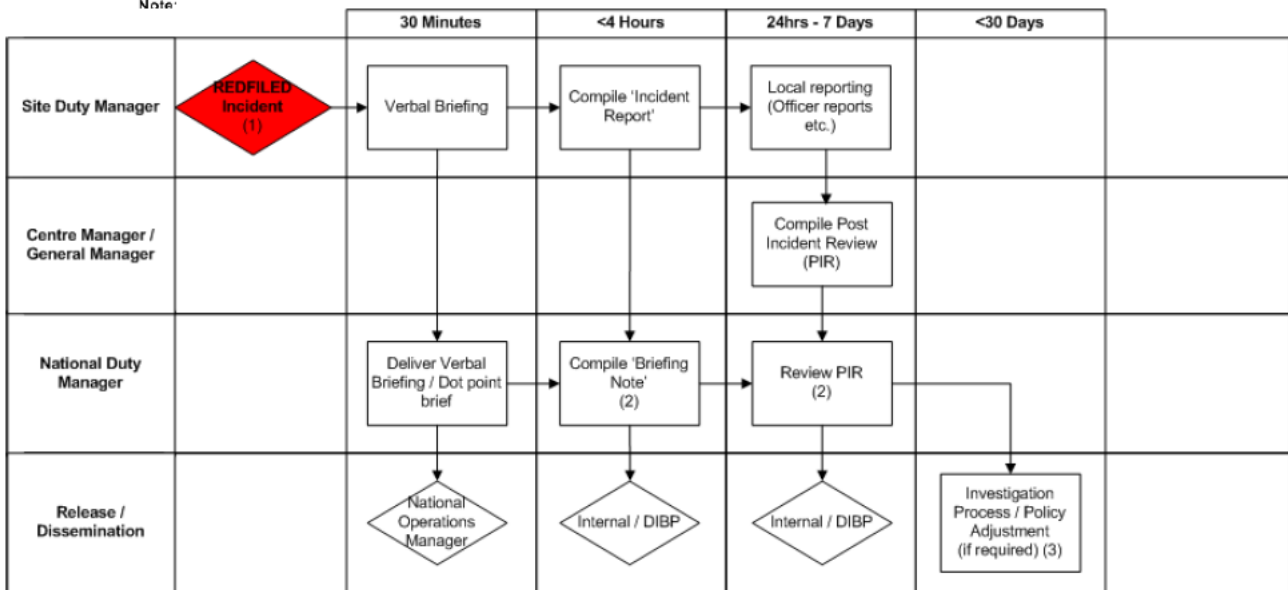 Note:
30 Minutes
<4 Hours
24hrs - 7 Days
<30 Days
Site Duty Manager
REDFILED
Incident
(1)
Verbal Briefing
Compile 'Incident
Report'
Local reporting
(Officer reports
etc.)
Centre Manager /
General Manager
Compile Post
Incident Review
(PIR)
National Duty
Manager
Deliver Verbal
Briefing / Dot point
brief
Compile 'Briefing
Note'
(2)
Review PIR
(2)
Release /
Dissemination
National
Operations
Manager
Internal / DIBP
Internal / DIBP
Investigation
Process / Policy
Adjustment
(if required) (3)